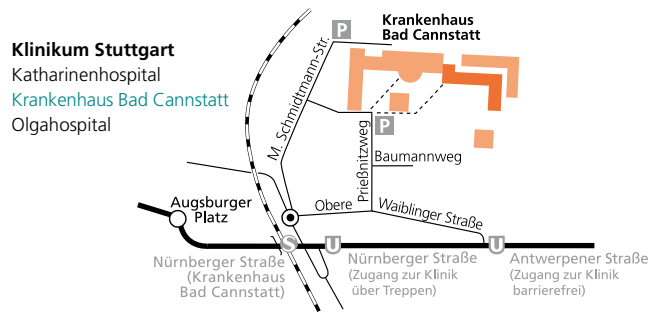 Klinikum Stuttgart
Katharinenhospital
Krankenhaus Bad Cannstatt
Olgahospital
Krankenhaus
Bad Cannstatt
P
M. Schmidtmann-Str.
P
Prießnitzweg
Baumannweg
Augsburger
Platz
Obere
Waiblinger Straße
S
U
U
Nürnberger Straße
(Krankenhaus
Bad Cannstatt)
Nürnberger Straße
(Zugang zur Klinik
über Treppen)
Antwerpener Straße
(Zugang zur Klinik
barrierefrei)